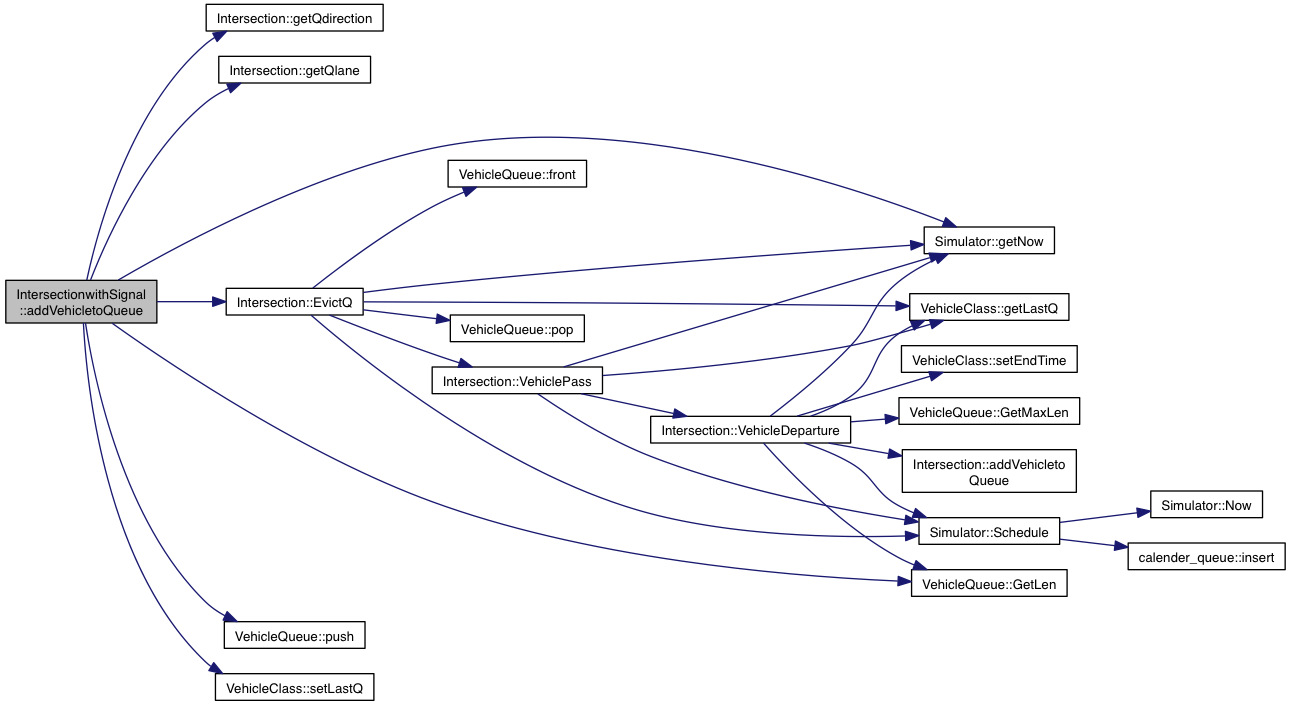 Intersection::getQdirection
Intersection::getQlane
VehicleQueue::front
Simulator::getNow
IntersectionwithSignal
::addVehicletoQueue
Intersection::EvictQ
VehicleClass::getLastQ
VehicleQueue::pop
VehicleClass::setEndTime
Intersection::VehiclePass
VehicleQueue::GetMaxLen
Intersection::VehicleDeparture
Intersection::addVehicleto
Queue
Simulator::Now
Simulator::Schedule
calender_queue::insert
VehicleQueue::GetLen
VehicleQueue::push
VehicleClass::setLastQ